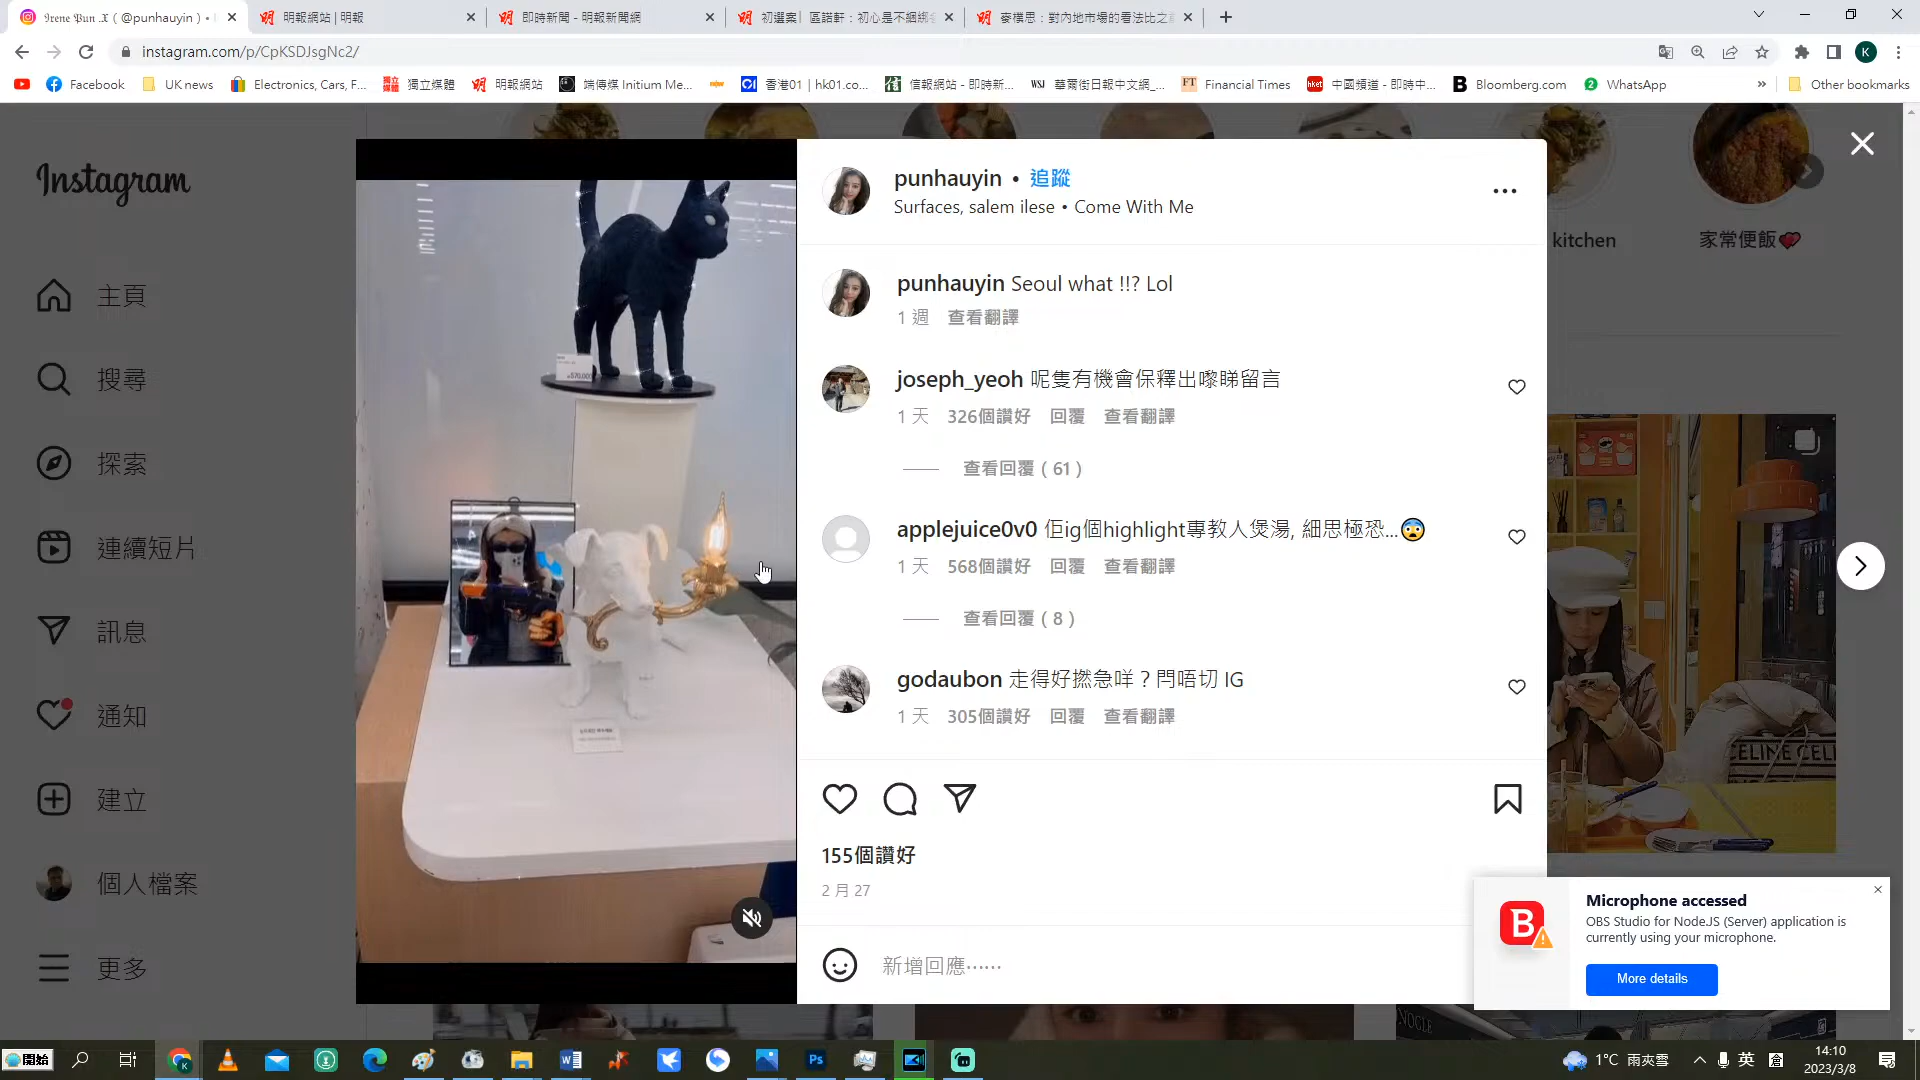 𝔍𝔯𝔢𝔫𝔢 𝔓𝔲𝔫 .𝔛 ( @punhauyin ) •
明報網站 | 明報
即時新聞 - 明報新聞網
初選案| 區諾軒：初心是不綑綁
麥樸思：對內地市場的看法比之
instagram.com/p/CpKSDJsgNc2/
K
Facebook
UK news
Electronics, Cars, F...
獨立媒體
明報網站
端傳媒 Initium Me...
香港01 | hk01.co...
信報網站 - 即時新...
WSJ 華爾街日報中文網_...
FT Financial Times
中國頻道 - 即時中...
Bloomberg.com
2 WhatsApp
Other bookmarks
Instagram
主頁
搜尋
探索
連續短片
訊息
通知
建立
個人檔案
更多
kitchen
家常便飯💕
punhauyin • 追蹤
Surfaces, salem ilese • Come With Me
punhauyin Seoul what !!? Lol
1 週 查看翻譯
joseph_yeoh 呢隻有機會保釋出嚟睇留言
1 天 326個讚好 回覆 查看翻譯
查看回覆 ( 61 )
applejuice0v0 佢ig個highlight專教人煲湯, 細思極恐...😨
1 天 568個讚好 回覆 查看翻譯
查看回覆 ( 8 )
godaubon 走得好撚急咩？門唔切 IG
1 天 305個讚好 回覆 查看翻譯
155個讚好
2 月 27
新增回應……
CELINE CEL
Microphone accessed
OBS Studio for NodeJS (Server) application is
currently using your microphone.
More details
開始
Ps
1°C 雨夾雪
英
倉
14:10
2023/3/8